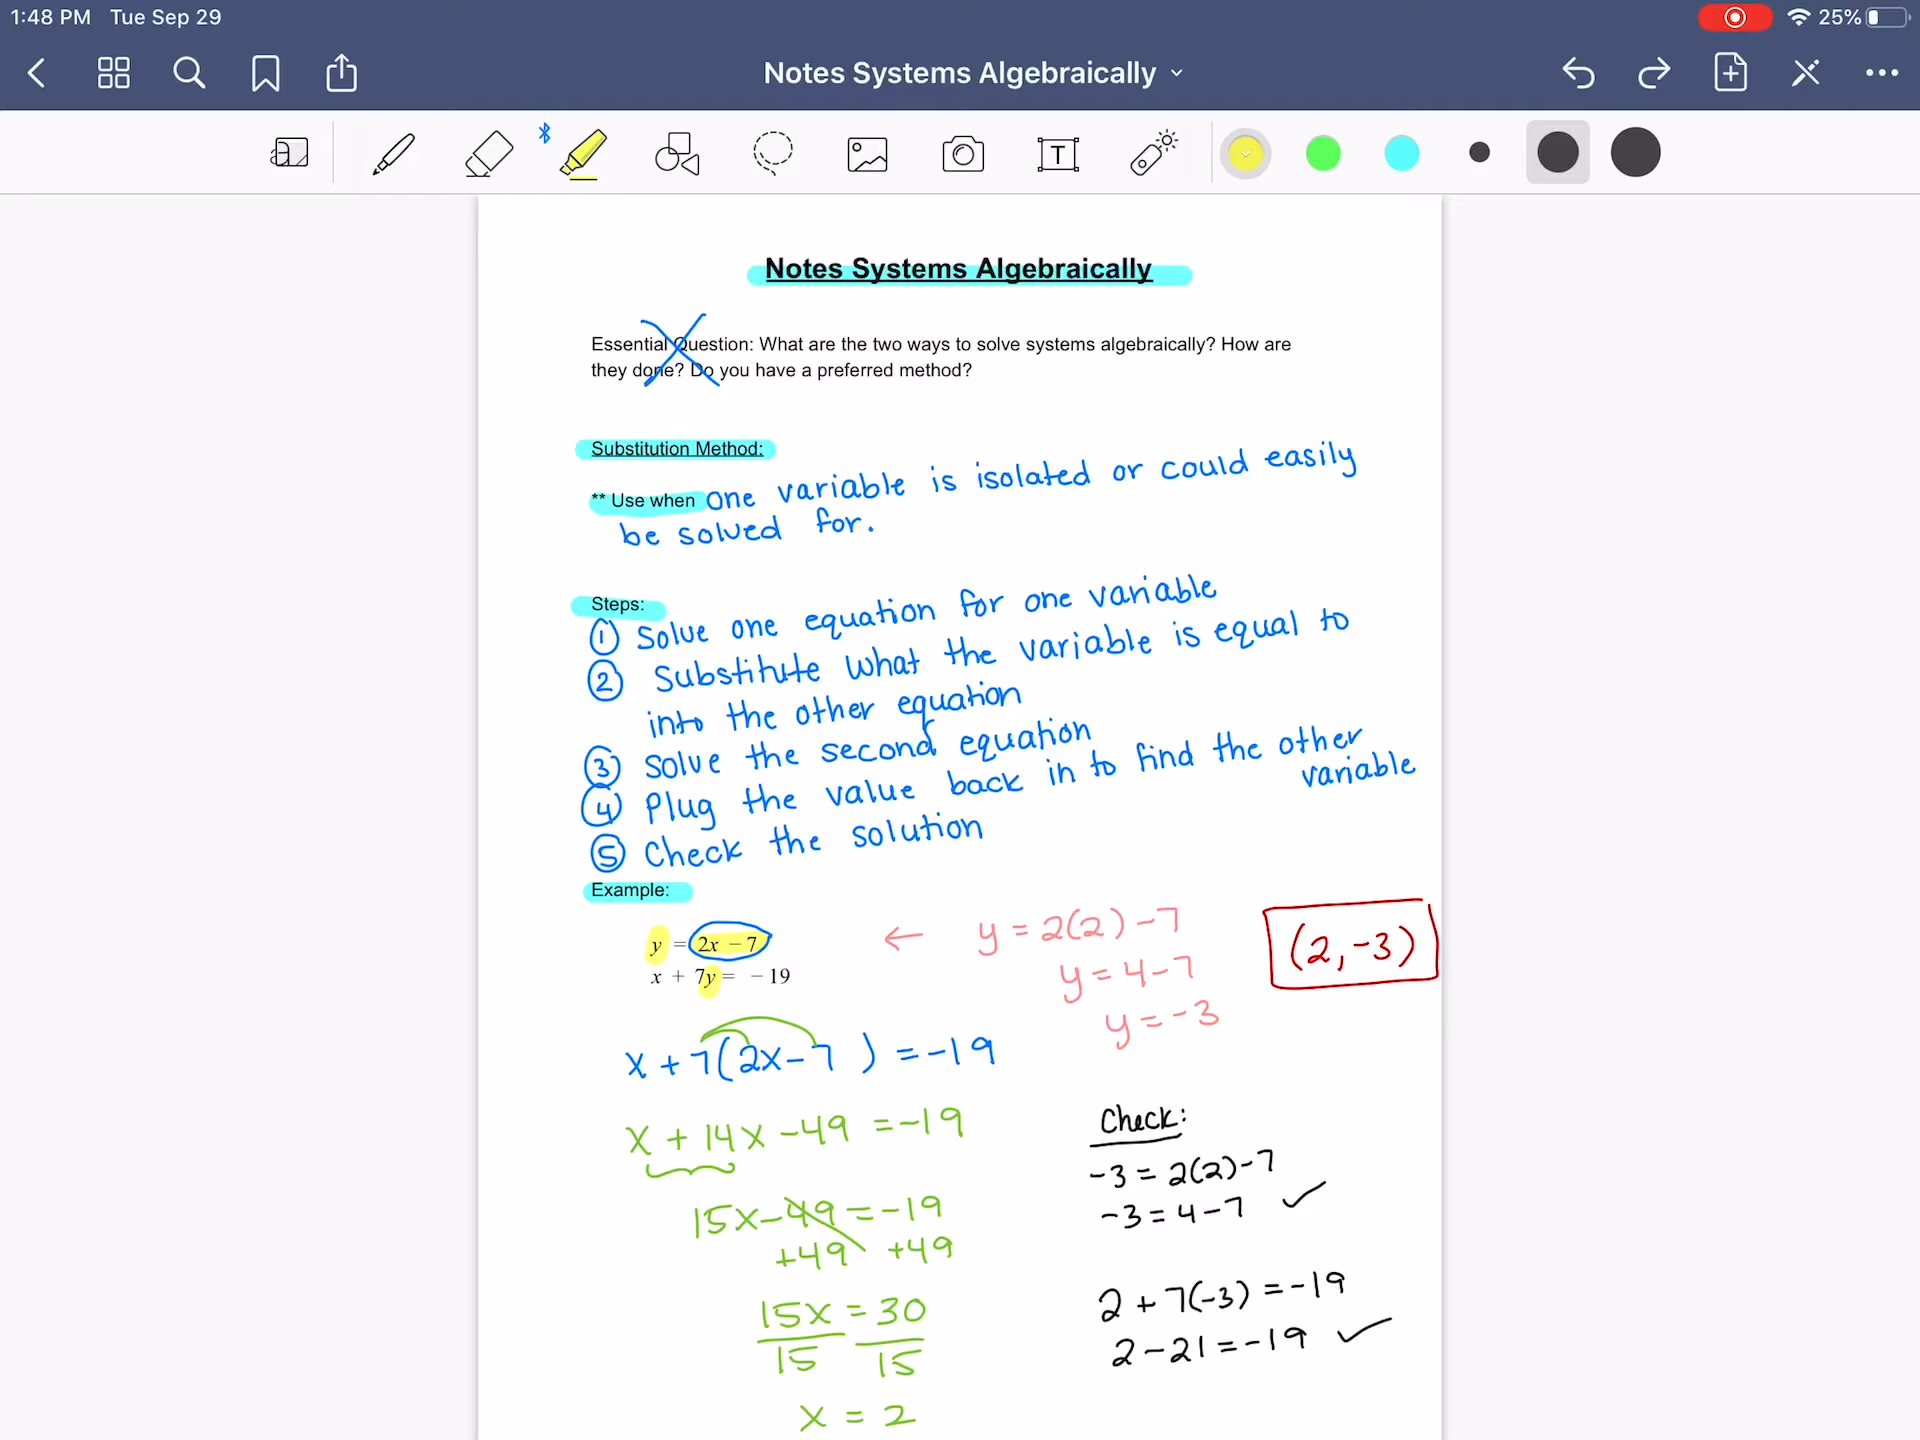 1:48 PM Tue Sep 29
25%
Notes Systems Algebraically
Notes Systems Algebraically
Essential Question: What are the two ways to solve systems algebraically? How are
they done? Do you have a preferred method?
Substitution Method:
** Use when one variable is isolated or could easily
be solved for.
Steps:
① Solve one equation for one variable
② Substitute what the variable is equal to
into the other equation
③ Solve the second equation
④ Plug the value back in to find the other
variable
⑤ Check the solution
Example:
y = 2x - 7
x + 7y = - 19
← y = 2(2) - 7
y = 4 - 7
y = -3
(2, -3)
x + 7(2x - 7 ) = -19
x + 14x - 49 = -19
15x - 49 = -19
+49 +49
15x = 30
15 15
x = 2
Check:
-3 = 2(2) - 7
-3 = 4 - 7 ✓
2 + 7(-3) = -19
2 - 21 = -19 ✓